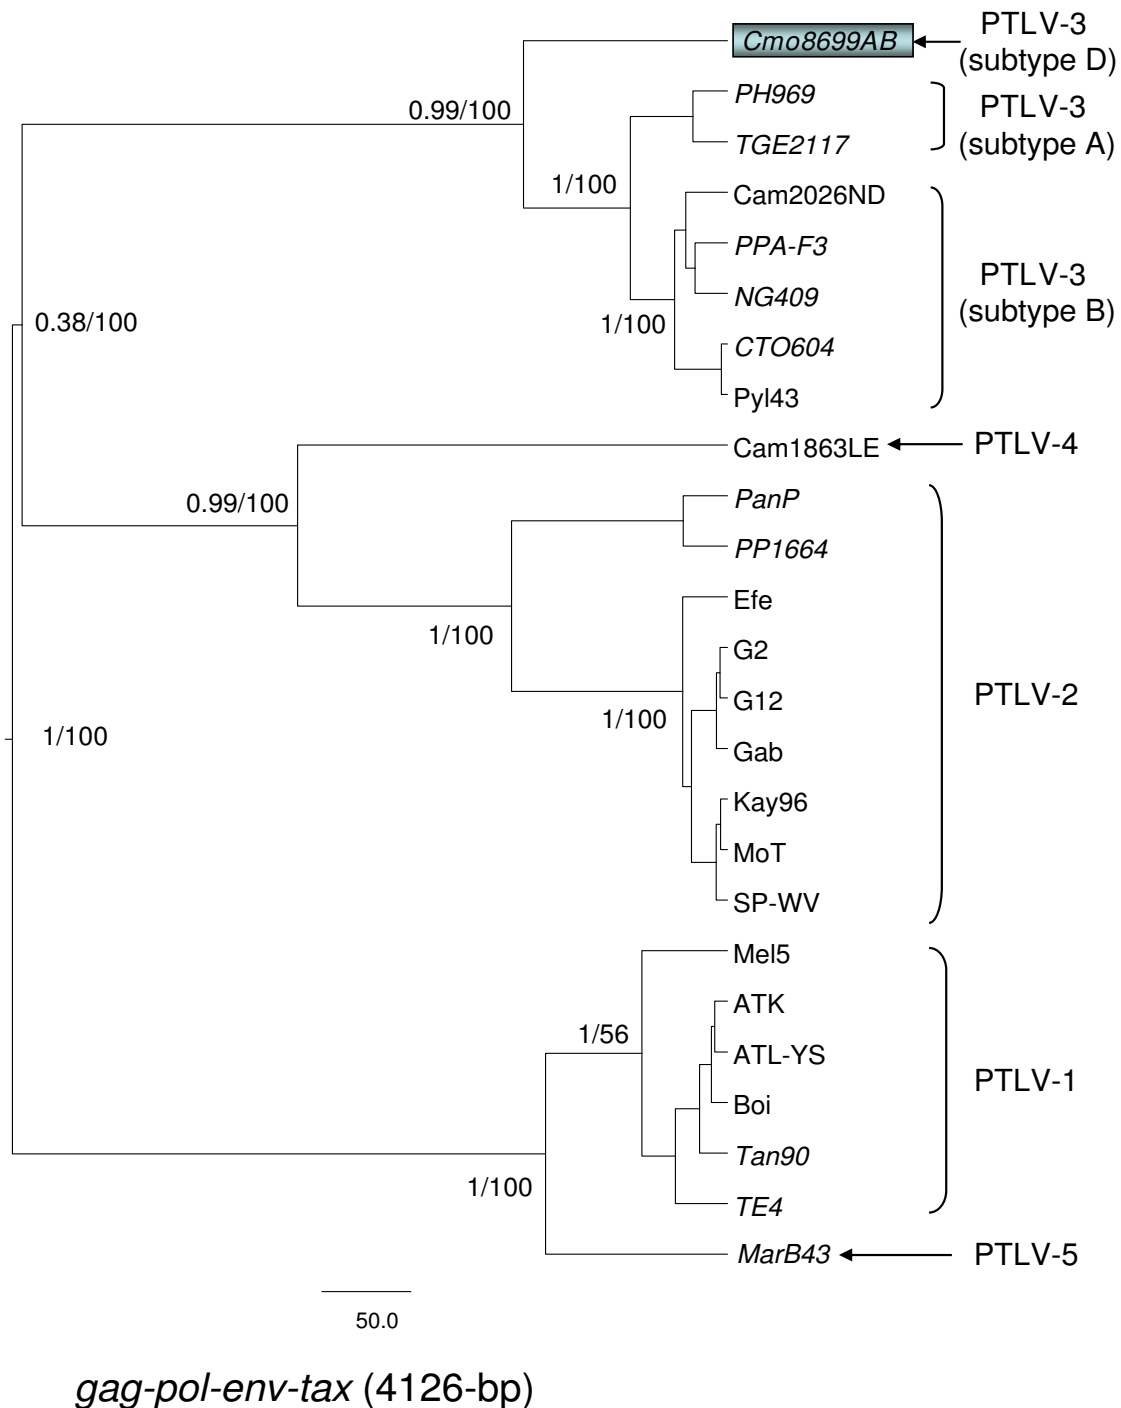 Cmo8699AB
PTLV-3
(subtype D)
0.99/100
PH969
TGE2117
PTLV-3
(subtype A)
1/100
Cam2026ND
PPA-F3
NG409
CTO604
Pyl43
PTLV-3
(subtype B)
1/100
0.38/100
Cam1863LE
PTLV-4
0.99/100
PanP
PP1664
1/100
Efe
G2
G12
Gab
Kay96
MoT
SP-WV
PTLV-2
1/100
1/100
Mel5
ATK
ATL-YS
Boi
Tan90
TE4
PTLV-1
1/56
1/100
MarB43
PTLV-5
50.0
gag-pol-env-tax (4126-bp)